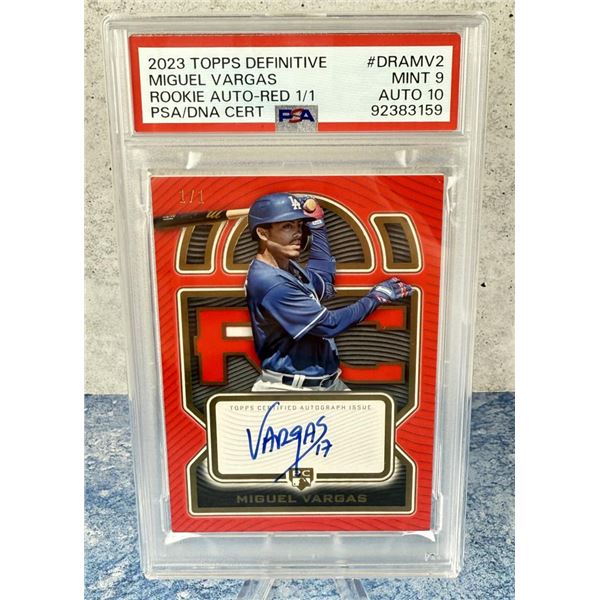 2023 TOPPS DEFINITIVE #DRAMV2
MIGUEL VARGAS MINT 9
ROOKIE AUTO-RED 1/1 AUTO 10
PSA/DNA CERT PSA 92383159
1/1
LA
RC
TOPPS CERTIFIED AUTOGRAPH ISSUE
VARGAS 17
RC
MIGUEL VARGAS